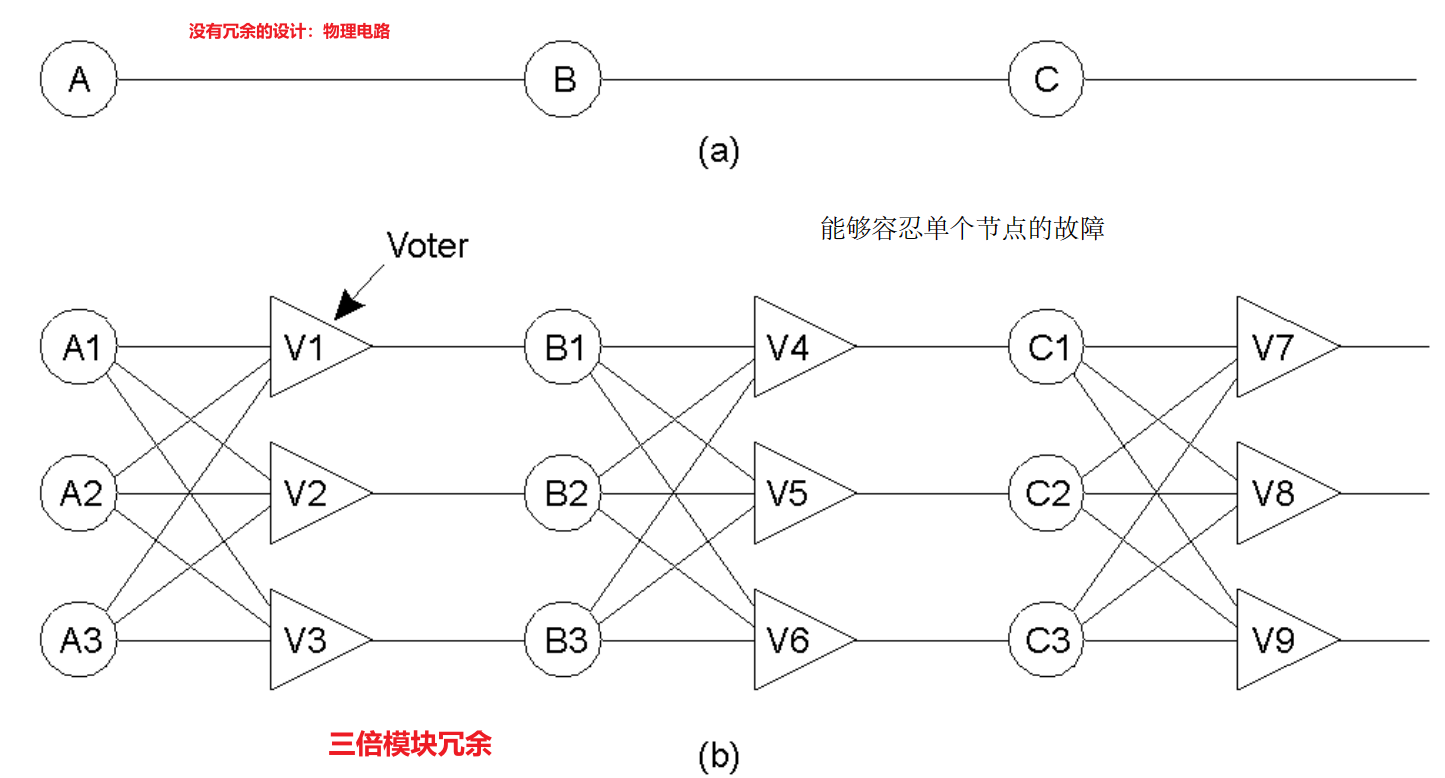 没有冗余的设计：物理电路
A B C
(a)
能够容忍单个节点的故障
Voter
A1 V1 B1 V4 C1 V7
A2 V2 B2 V5 C2 V8
A3 V3 B3 V6 C3 V9
三倍模块冗余
(b)